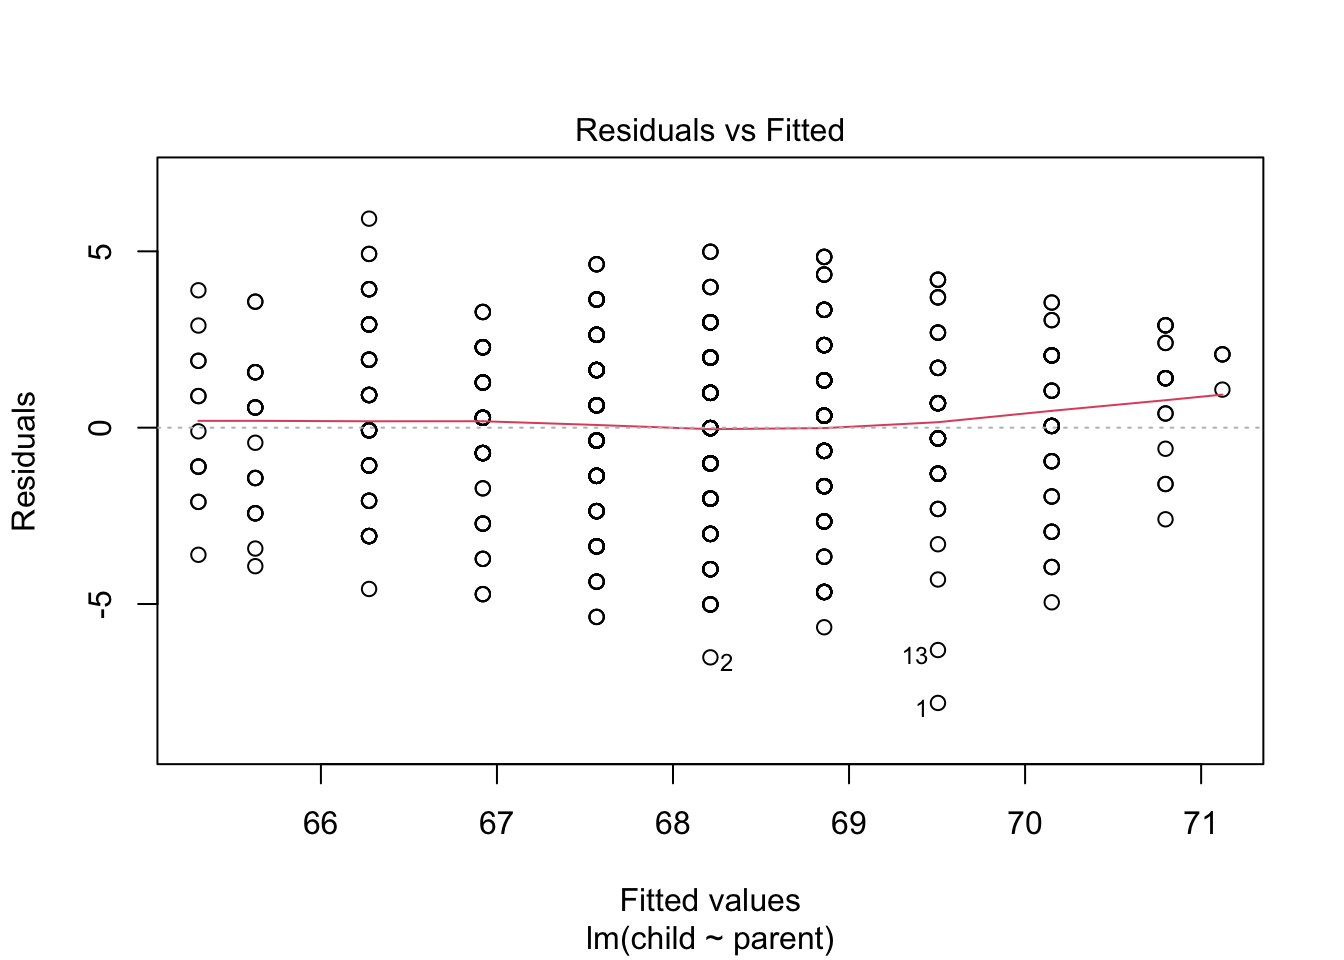 Residuals vs Fitted
Residuals
5
0
-5
2
13
1
66 67 68 69 70 71
Fitted values
lm(child ~ parent)